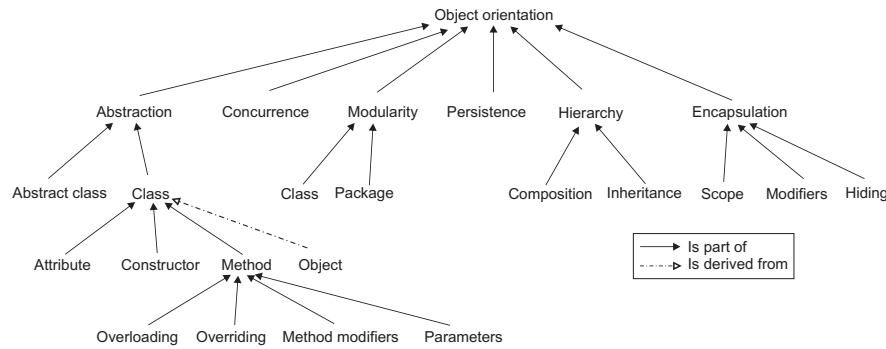 Object orientation
Abstraction Concurrence Modularity Persistence Hierarchy Encapsulation
Abstract class Class Class Package Composition Inheritance Scope Modifiers Hiding
Attribute Constructor Method Object
Is part of
Is derived from
Overloading Overriding Method modifiers Parameters